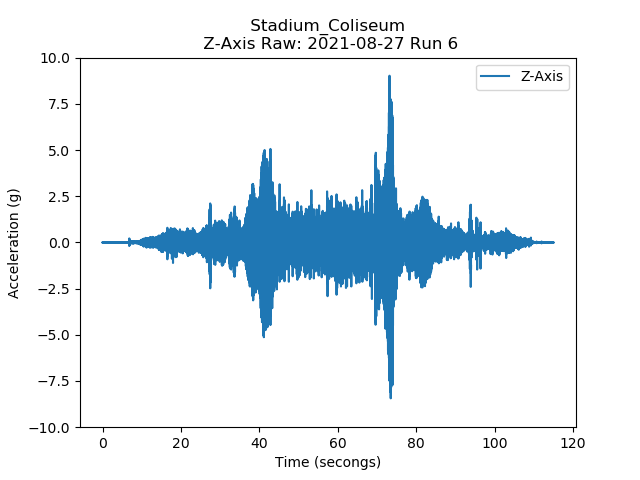 Stadium_Coliseum
Z-Axis Raw: 2021-08-27 Run 6
Z-Axis
10.0
7.5
5.0
2.5
0.0
−2.5
−5.0
−7.5
−10.0
Acceleration (g)
0 20 40 60 80 100 120
Time (secongs)